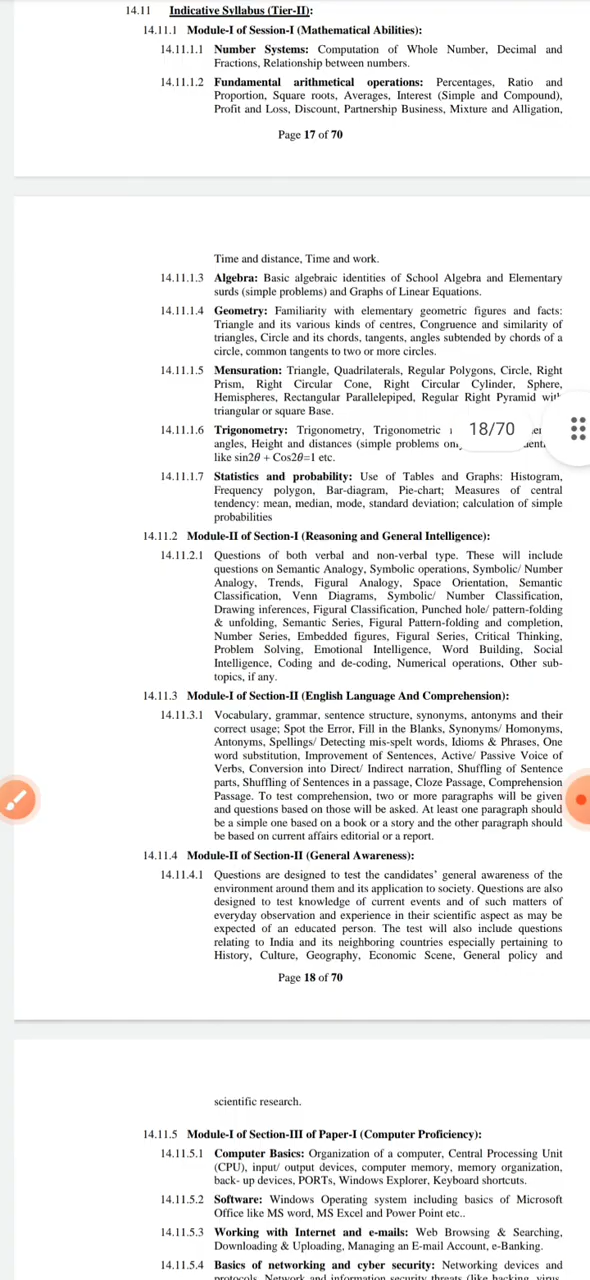 14.11 Indicative Syllabus (Tier-II):
14.11.1 Module-I of Session-I (Mathematical Abilities):
14.11.1.1 Number Systems: Computation of Whole Number, Decimal and
Fractions, Relationship between numbers.
14.11.1.2 Fundamental arithmetical operations: Percentages, Ratio and
Proportion, Square roots, Averages, Interest (Simple and Compound),
Profit and Loss, Discount, Partnership Business, Mixture and Alligation,
Page 17 of 70
Time and distance, Time and work.
14.11.1.3 Algebra: Basic algebraic identities of School Algebra and Elementary
surds (simple problems) and Graphs of Linear Equations.
14.11.1.4 Geometry: Familiarity with elementary geometric figures and facts:
Triangle and its various kinds of centres, Congruence and similarity of
triangles, Circle and its chords, tangents, angles subtended by chords of a
circle, common tangents to two or more circles.
14.11.1.5 Mensuration: Triangle, Quadrilaterals, Regular Polygons, Circle, Right
Prism, Right Circular Cone, Right Circular Cylinder, Sphere,
Hemispheres, Rectangular Parallelepiped, Regular Right Pyramid with
triangular or square Base.
14.11.1.6 Trigonometry: Trigonometry, Trigonometric
18/70
angles, Height and distances (simple problems
like sin2θ + Cos2θ=1 etc.
14.11.1.7 Statistics and probability: Use of Tables and Graphs: Histogram,
Frequency polygon, Bar-diagram, Pie-chart; Measures of central
tendency: mean, median, mode, standard deviation; calculation of simple
probabilities
14.11.2 Module-II of Section-I (Reasoning and General Intelligence):
14.11.2.1 Questions of both verbal and non-verbal type. These will include
questions on Semantic Analogy, Symbolic operations, Symbolic/ Number
Analogy, Trends, Figural Analogy, Space Orientation, Semantic
Classification, Venn Diagrams, Symbolic/ Number Classification,
Drawing inferences, Figural Classification, Punched hole/ pattern-folding
& unfolding, Semantic Series, Figural Pattern-folding and completion,
Number Series, Embedded figures, Figural Series, Critical Thinking,
Problem Solving, Emotional Intelligence, Word Building, Social
Intelligence, Coding and de-coding, Numerical operations, Other sub-
topics, if any.
14.11.3 Module-I of Section-II (English Language And Comprehension):
14.11.3.1 Vocabulary, grammar, sentence structure, synonyms, antonyms and their
correct usage; Spot the Error, Fill in the Blanks, Synonyms/ Homonyms,
Antonyms, Spellings/ Detecting mis-spelt words, Idioms & Phrases, One
word substitution, Improvement of Sentences, Active/ Passive Voice of
Verbs, Conversion into Direct/ Indirect narration, Shuffling of Sentence
parts, Shuffling of Sentences in a passage, Cloze Passage, Comprehension
Passage. To test comprehension, two or more paragraphs will be given
and questions based on those will be asked. At least one paragraph should
be a simple one based on a book or a story and the other paragraph should
be based on current affairs editorial or a report.
14.11.4 Module-II of Section-II (General Awareness):
14.11.4.1 Questions are designed to test the candidates' general awareness of the
environment around them and its application to society. Questions are also
designed to test knowledge of current events and of such matters of
everyday observation and experience in their scientific aspect as may be
expected of an educated person. The test will also include questions
relating to India and its neighboring countries especially pertaining to
History, Culture, Geography, Economic Scene, General policy and
Page 18 of 70
scientific research.
14.11.5 Module-I of Section-III of Paper-I (Computer Proficiency):
14.11.5.1 Computer Basics: Organization of a computer, Central Processing Unit
(CPU), input/ output devices, computer memory, memory organization,
back- up devices, PORTs, Windows Explorer, Keyboard shortcuts.
14.11.5.2 Software: Windows Operating system including basics of Microsoft
Office like MS word, MS Excel and Power Point etc..
14.11.5.3 Working with Internet and e-mails: Web Browsing & Searching,
Downloading & Uploading, Managing an E-mail Account, e-Banking.
14.11.5.4 Basics of networking and cyber security: Networking devices and
protocols, Network and information security threats (like hacking, virus,